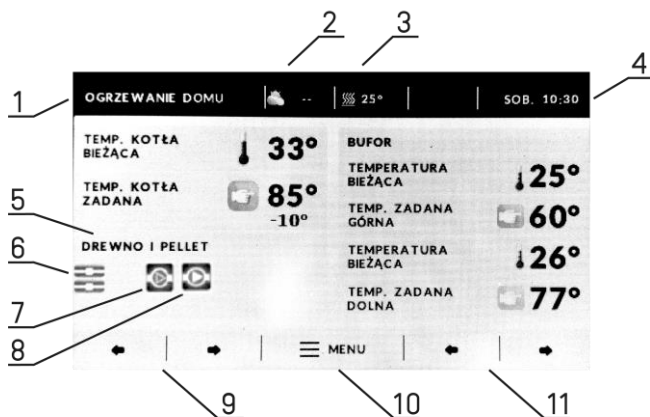 2
3
4
1
OGRZEWANIE DOMU
--
25°
SOB. 10:30
TEMP. KOTŁA
BIEŻĄCA
33°
TEMP. KOTŁA
ZADANA
85°
-10°
5
DREWNO I PELLET
6
7
8
BUFOR
TEMPERATURA
BIEŻĄCA
25°
TEMP. ZADANA
GÓRNA
60°
TEMPERATURA
BIEŻĄCA
26°
TEMP. ZADANA
DOLNA
77°
MENU
9
10
11